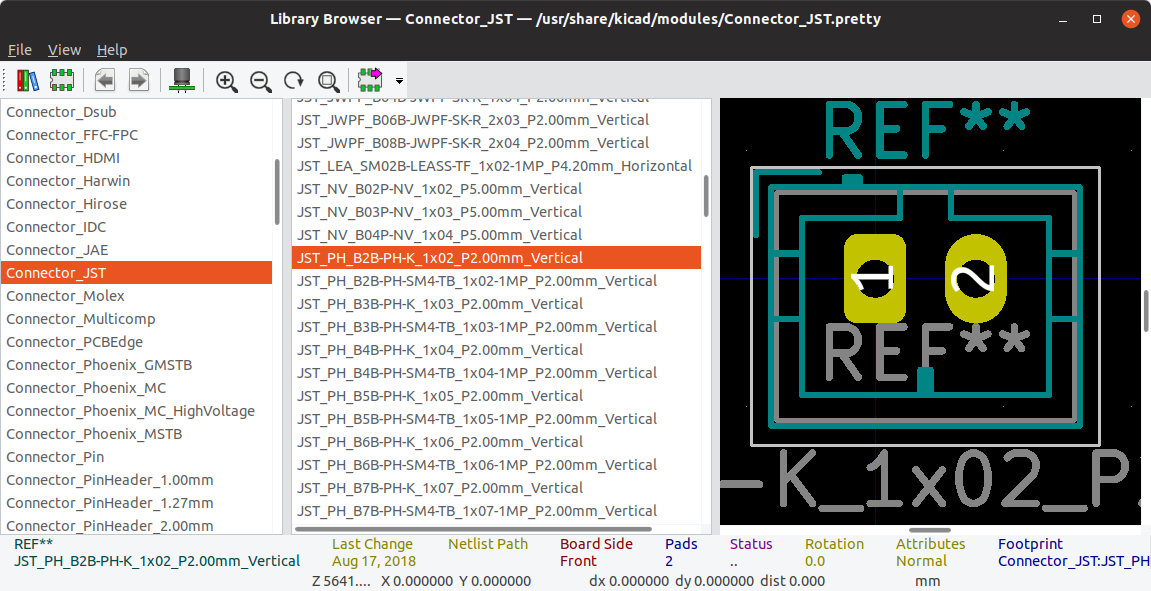 Library Browser — Connector_JST — /usr/share/kicad/modules/Connector_JST.pretty
File View Help
Connector_Dsub
Connector_FFC-FPC
Connector_HDMI
Connector_Harwin
Connector_Hirose
Connector_IDC
Connector_JAE
Connector_JST
Connector_Molex
Connector_Multicomp
Connector_PCBEdge
Connector_Phoenix_GMSTB
Connector_Phoenix_MC
Connector_Phoenix_MC_HighVoltage
Connector_Phoenix_MSTB
Connector_Pin
Connector_PinHeader_1.00mm
Connector_PinHeader_1.27mm
Connector_PinHeader_2.00mm
JST_JWPF_B04B-JWPF-SK-R_1x04_P2.00mm_Vertical
JST_JWPF_B06B-JWPF-SK-R_2x03_P2.00mm_Vertical
JST_JWPF_B08B-JWPF-SK-R_2x04_P2.00mm_Vertical
JST_LEA_SM02B-LEASS-TF_1x02-1MP_P4.20mm_Horizontal
JST_NV_B02P-NV_1x02_P5.00mm_Vertical
JST_NV_B03P-NV_1x03_P5.00mm_Vertical
JST_NV_B04P-NV_1x04_P5.00mm_Vertical
JST_PH_B2B-PH-K_1x02_P2.00mm_Vertical
JST_PH_B2B-PH-SM4-TB_1x02-1MP_P2.00mm_Vertical
JST_PH_B3B-PH-K_1x03_P2.00mm_Vertical
JST_PH_B3B-PH-SM4-TB_1x03-1MP_P2.00mm_Vertical
JST_PH_B4B-PH-K_1x04_P2.00mm_Vertical
JST_PH_B4B-PH-SM4-TB_1x04-1MP_P2.00mm_Vertical
JST_PH_B5B-PH-K_1x05_P2.00mm_Vertical
JST_PH_B5B-PH-SM4-TB_1x05-1MP_P2.00mm_Vertical
JST_PH_B6B-PH-K_1x06_P2.00mm_Vertical
JST_PH_B6B-PH-SM4-TB_1x06-1MP_P2.00mm_Vertical
JST_PH_B7B-PH-K_1x07_P2.00mm_Vertical
JST_PH_B7B-PH-SM4-TB_1x07-1MP_P2.00mm_Vertical
REF**
1 2
REF**
-K_1x02_P
REF** Last Change Netlist Path Board Side Pads Status Rotation Attributes Footprint
JST_PH_B2B-PH-K_1x02_P2.00mm_Vertical Aug 17, 2018 Front 2 .. 0.0 Normal Connector_JST:JST_PH
Z 5641.... X 0.000000 Y 0.000000 dx 0.000000 dy 0.000000 dist 0.000 mm